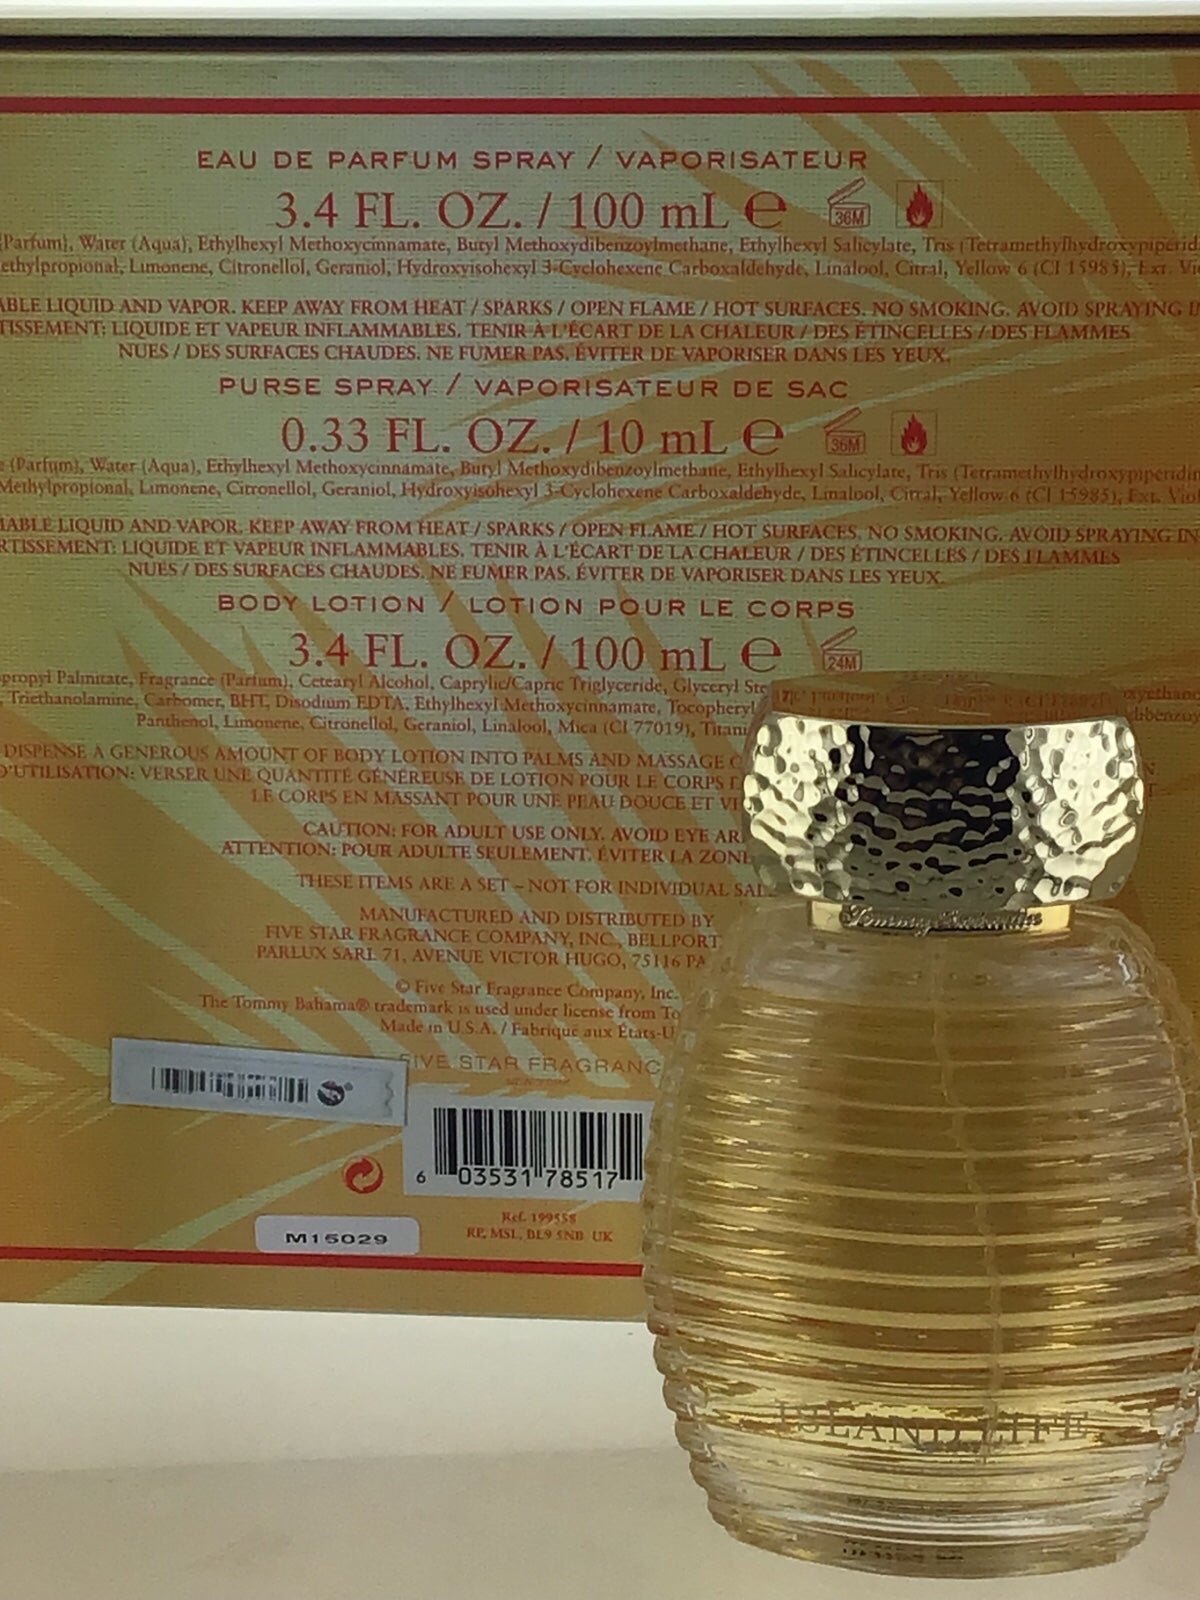 EAU DE PARFUM SPRAY / VAPORISATEUR
3.4 FL. OZ. / 100 mL ℮ 36M
(Parfum), Water (Aqua), Ethylhexyl Methoxycinnamate, Butyl Methoxydibenzoylmethane, Ethylhexyl Salicylate, Tris (Tetramethylhydroxypiperid
ethylpropional, Limonene, Citronellol, Geraniol, Hydroxyisohexyl 3-Cyclohexene Carboxaldehyde, Linalool, Citral, Yellow 6 (CI 15985), Ext. Vi
ABLE LIQUID AND VAPOR. KEEP AWAY FROM HEAT / SPARKS / OPEN FLAME / HOT SURFACES. NO SMOKING. AVOID SPRAYING
TISSEMENT: LIQUIDE ET VAPEUR INFLAMMABLES. TENIR À L'ÉCART DE LA CHALEUR / DES ÉTINCELLES / DES FLAMMES
NUES / DES SURFACES CHAUDES. NE FUMER PAS. ÉVITER DE VAPORISER DANS LES YEUX.
PURSE SPRAY / VAPORISATEUR DE SAC
0.33 FL. OZ. / 10 mL ℮ 36M
(Parfum), Water (Aqua), Ethylhexyl Methoxycinnamate, Butyl Methoxydibenzoylmethane, Ethylhexyl Salicylate, Tris (Tetramethylhydroxypiperidi
Methylpropional, Limonene, Citronellol, Geraniol, Hydroxyisohexyl 3-Cyclohexene Carboxaldehyde, Linalool, Citral, Yellow 6 (CI 15985), Ext. Vio
MABLE LIQUID AND VAPOR. KEEP AWAY FROM HEAT / SPARKS / OPEN FLAME / HOT SURFACES. NO SMOKING. AVOID SPRAYING IN
RTISSEMENT: LIQUIDE ET VAPEUR INFLAMMABLES. TENIR À L'ÉCART DE LA CHALEUR / DES ÉTINCELLES / DES FLAMMES
NUES / DES SURFACES CHAUDES. NE FUMER PAS. ÉVITER DE VAPORISER DANS LES YEUX.
BODY LOTION / LOTION POUR LE CORPS
3.4 FL. OZ. / 100 mL ℮ 24M
propyl Palmitate, Fragrance (Parfum), Cetearyl Alcohol, Caprylic/Capric Triglyceride, Glyceryl Ste
Triethanolamine, Carbomer, BHT, Disodium EDTA, Ethylhexyl Methoxycinnamate, Tocopheryl
Panthenol, Limonene, Citronellol, Geraniol, Linalool, Mica (CI 77019), Titan
DISPENSE A GENEROUS AMOUNT OF BODY LOTION INTO PALMS AND MASSAGE
D'UTILISATION: VERSER UNE QUANTITÉ GÉNÉREUSE DE LOTION POUR LE CORPS
LE CORPS EN MASSANT POUR UNE PEAU DOUCE ET
CAUTION: FOR ADULT USE ONLY. AVOID EYE AR
ATTENTION: POUR ADULTE SEULEMENT. ÉVITER LA ZON
THESE ITEMS ARE A SET – NOT FOR INDIVIDUAL SAL
MANUFACTURED AND DISTRIBUTED BY
FIVE STAR FRAGRANCE COMPANY, INC., BELLPORT
PARLUX SARL 71, AVENUE VICTOR HUGO, 75116 PA
© Five Star Fragrance Company, Inc.
The Tommy Bahama® trademark is used under license from To
Made in U.S.A. / Fabrique aux États-U
FIVE STAR FRAGRANC
NEW YORK
6 03531 78517
Ref. 199558
RP, MSL, BL9 5NB UK
M15029
Tommy Bahama
ISLAND LIFE